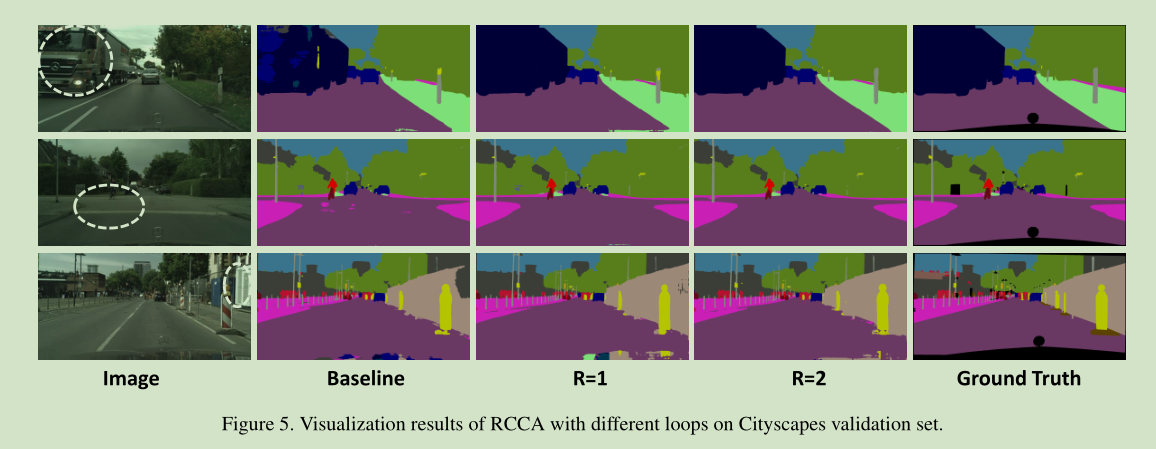 Image Baseline R=1 R=2 Ground Truth
Figure 5. Visualization results of RCCA with different loops on Cityscapes validation set.